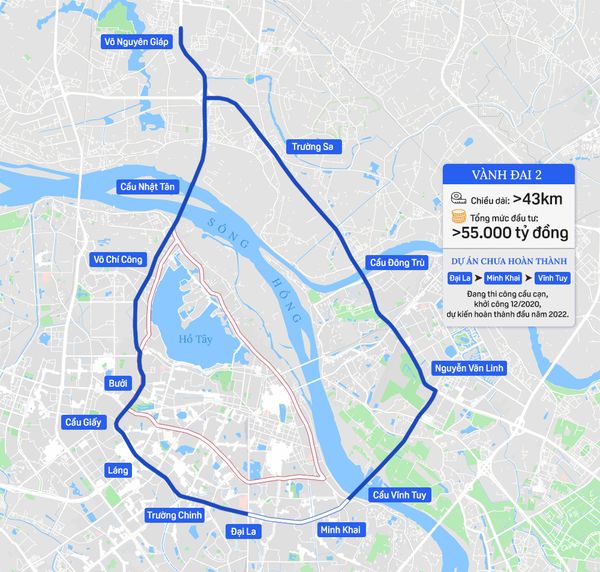 Võ Nguyên Giáp
Trường Sa
Cầu Nhật Tân
VÀNH ĐAI 2
Chiều dài: >43km
Tổng mức đầu tư:
>55.000 tỷ đồng
DỰ ÁN CHƯA HOÀN THÀNH
Đại La Minh Khai Vĩnh Tuy
Đang thi công cầu cạn,
khởi công 12/2020,
dự kiến hoàn thành đầu năm 2022.
SÔNG HỒNG
Võ Chí Công
Cầu Đông Trù
Hồ Tây
Nguyễn Văn Linh
Bưởi
Cầu Giấy
Láng
Cầu Vĩnh Tuy
Trường Chinh
Đại La
Minh Khai